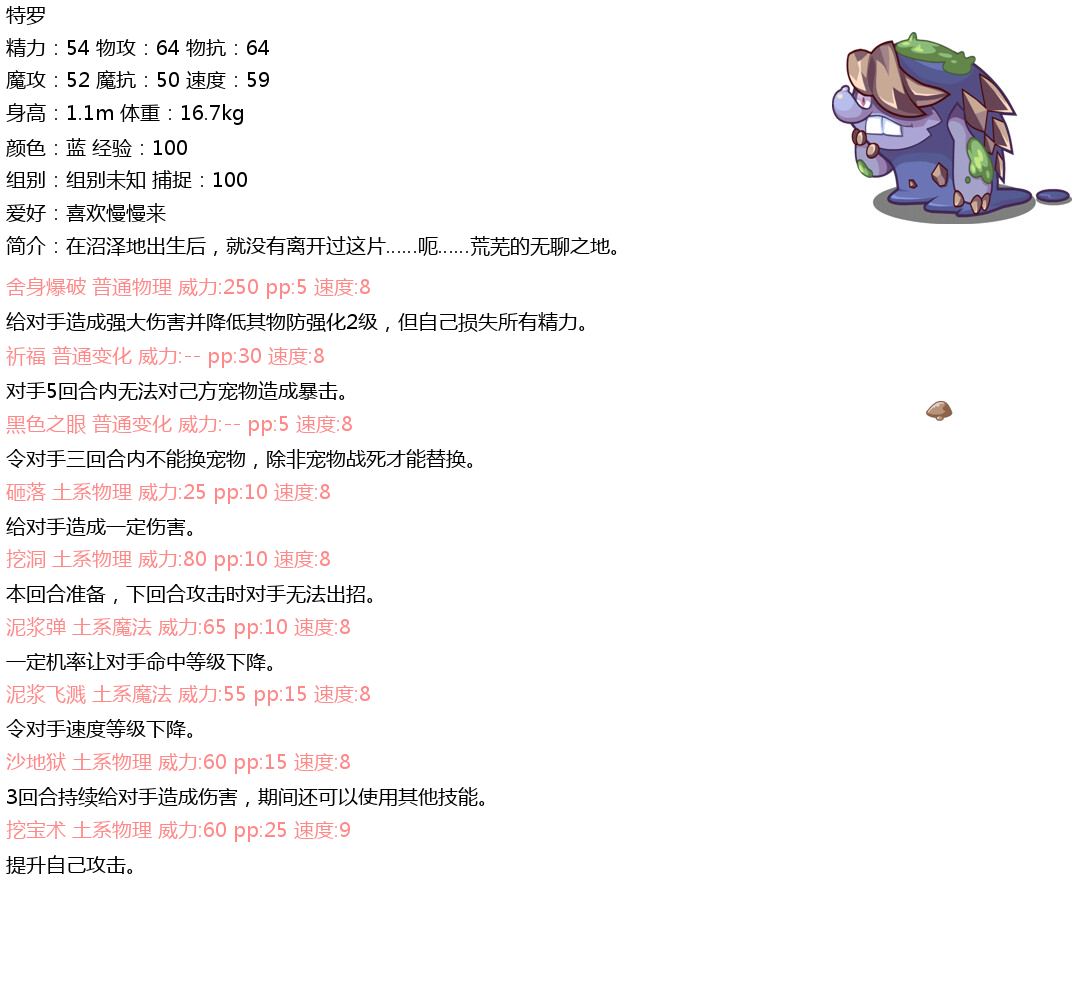 特罗
精力：54 物攻：64 物抗：64
魔攻：52 魔抗：50 速度：59
身高：1.1m 体重：16.7kg
颜色：蓝 经验：100
组别：组别未知 捕捉：100
爱好：喜欢慢慢来
简介：在沼泽地出生后，就没有离开过这片......呃......荒芜的无聊之地。
舍身爆破 普通物理 威力:250 pp:5 速度:8
给对手造成强大伤害并降低其物防强化2级，但自己损失所有精力。
祈福 普通变化 威力:-- pp:30 速度:8
对手5回合内无法对己方宠物造成暴击。
黑色之眼 普通变化 威力:-- pp:5 速度:8
令对手三回合内不能换宠物，除非宠物战死才能替换。
砸落 土系物理 威力:25 pp:10 速度:8
给对手造成一定伤害。
挖洞 土系物理 威力:80 pp:10 速度:8
本回合准备，下回合攻击时对手无法出招。
泥浆弹 土系魔法 威力:65 pp:10 速度:8
一定机率让对手命中等级下降。
泥浆飞溅 土系魔法 威力:55 pp:15 速度:8
令对手速度等级下降。
沙地狱 土系物理 威力:60 pp:15 速度:8
3回合持续给对手造成伤害，期间还可以使用其他技能。
挖宝术 土系物理 威力:60 pp:25 速度:9
提升自己攻击。